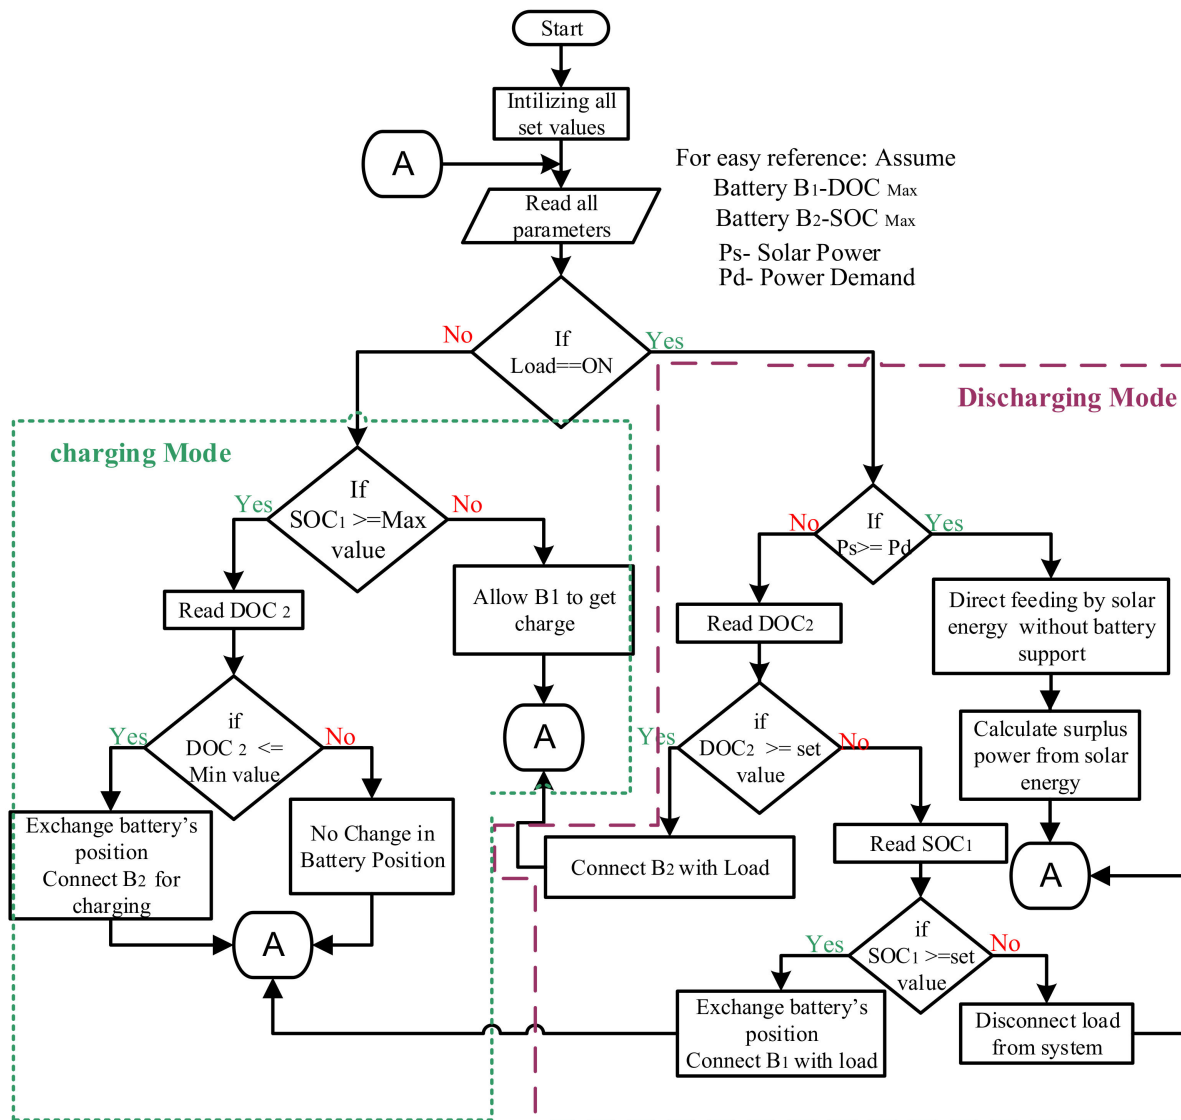 Start
Intilizing all
set values
A
For easy reference: Assume
Battery B1-DOC Max
Battery B2-SOC Max
Ps- Solar Power
Pd- Power Demand
Read all
parameters
No
If
Load==ON
Yes
Discharging Mode
charging Mode
Yes
If
SOC1 >=Max
value
No
No
If
Ps>= Pd
Yes
Read DOC 2
Allow B1 to get
charge
Read DOC2
Direct feeding by solar
energy without battery
support
Yes
if
DOC 2 <=
Min value
No
A
Yes
if
DOC2 >= set
value
No
Calculate surplus
power from solar
energy
Exchange battery’s
position
Connect B2 for
charging
No Change in
Battery Position
Connect B2 with Load
Read SOC1
A
A
Yes
if
SOC1 >=set
value
No
Exchange battery’s
position
Connect B1 with load
Disconnect load
from system